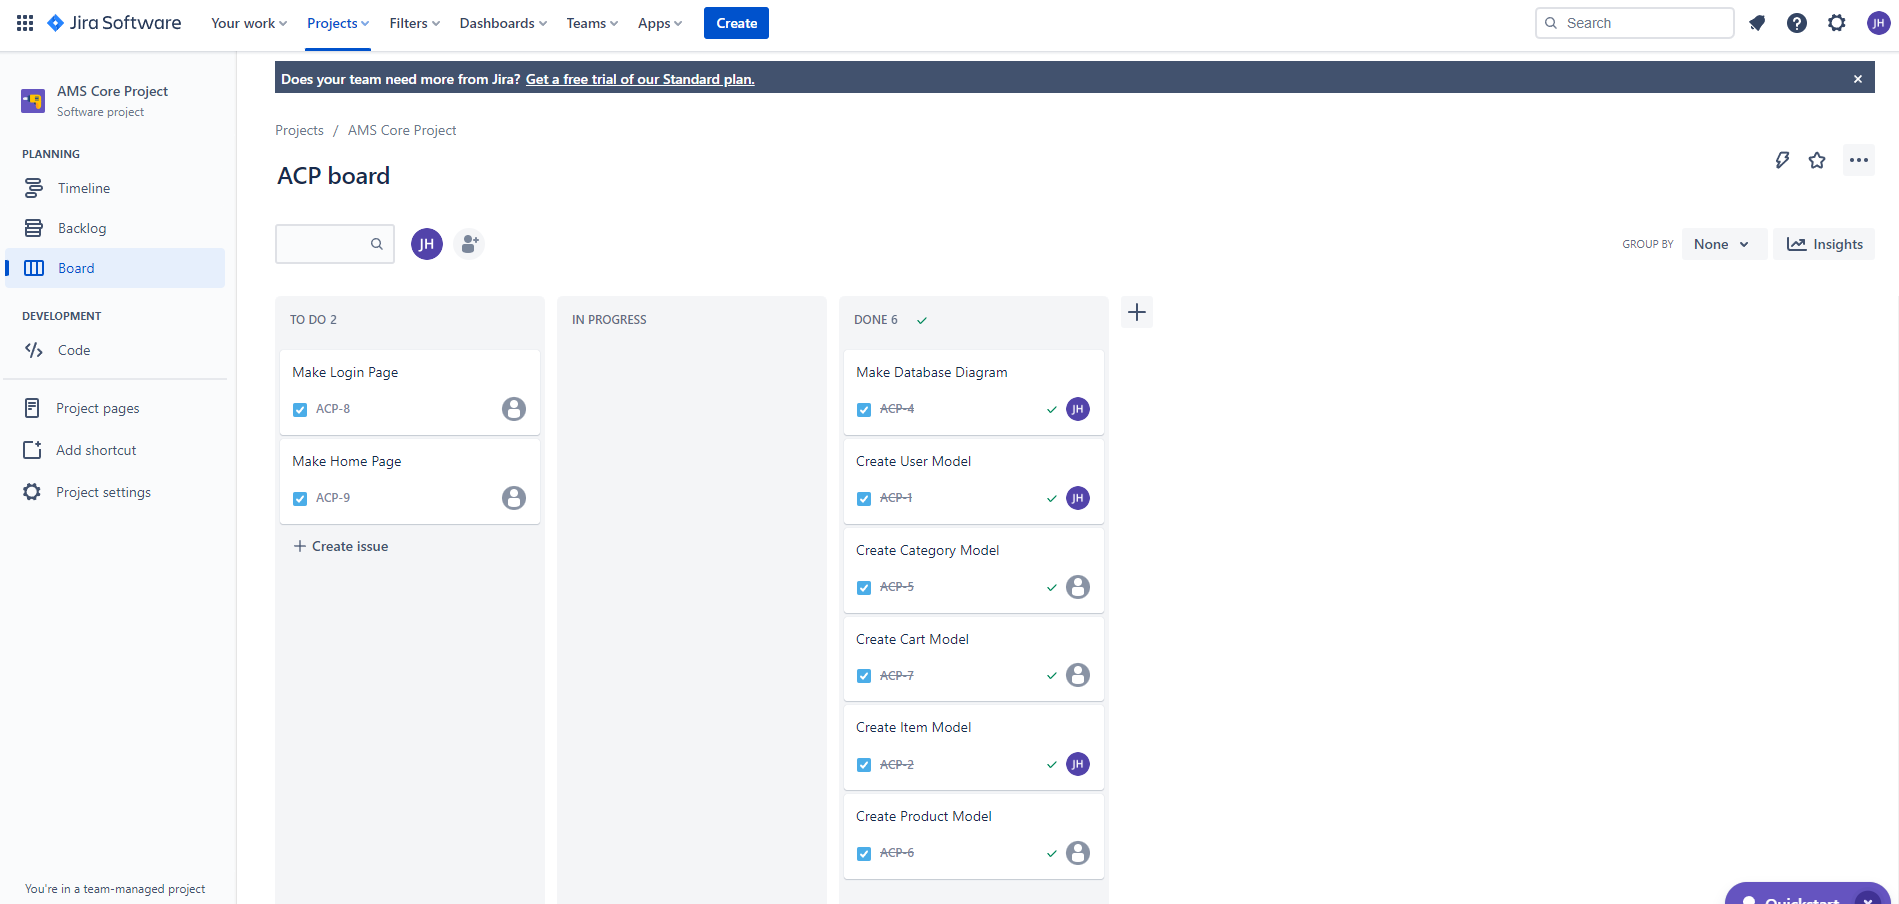 Jira Software Your work Projects Filters Dashboards Teams Apps Create Search JH
AMS Core Project
Software project
PLANNING
Timeline
Backlog
Board
DEVELOPMENT
Code
Project pages
Add shortcut
Project settings
You're in a team-managed project
Does your team need more from Jira? Get a free trial of our Standard plan.
Projects / AMS Core Project
ACP board
JH GROUP BY None Insights
TO DO 2
Make Login Page
ACP-8
Make Home Page
ACP-9
Create issue
IN PROGRESS
DONE 6
Make Database Diagram
ACP-4 JH
Create User Model
ACP-1 JH
Create Category Model
ACP-5
Create Cart Model
ACP-7
Create Item Model
ACP-2 JH
Create Product Model
ACP-6
Quickstart